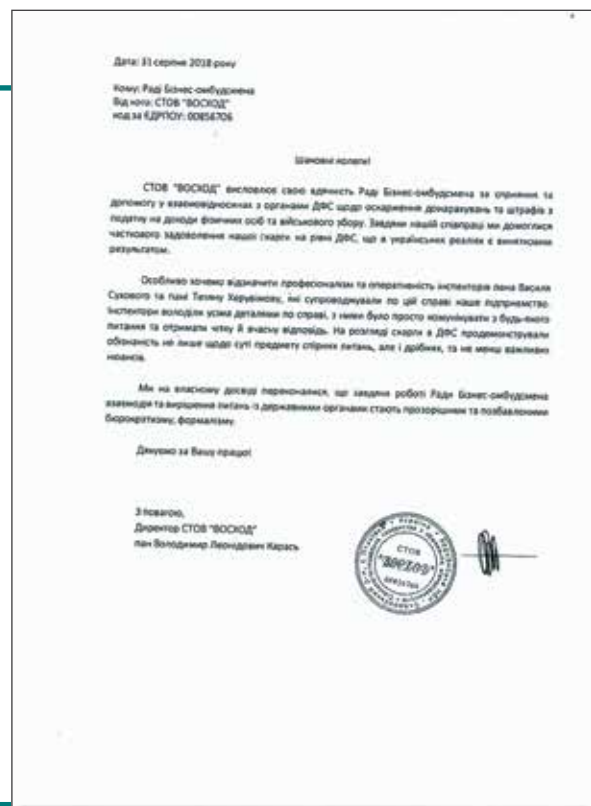 Дата: 31 серпня 2018 року
Кому: Раді Бізнес-омбудсмена
Від кого: СТОВ "ВОСХОД"
код за ЄДРПОУ: 00856706
Шановні колеги!
СТОВ "ВОСХОД" висловлює свою вдячність Раді Бізнес-омбудсмена за сприяння та
допомогу у взаємовідносинах з органами ДФС щодо оскарження донарахувань та штрафів з
податку на доходи фізичних осіб та військового збору. Завдяки нашій співпраці ми домоглися
часткового задоволення нашої скарги на рівні ДФС, що в українських реаліях є винятковим
результатом.
Особливо хочемо відзначити професіоналізм та оперативність інспекторів пана Василя
Сухового та пані Тетяну Херувімову, які супроводжували по цій справі наше підприємство.
Інспектори володіли усіма деталями по справі, з ними було просто комунікувати з будь-якого
питання та отримати чітку й вчасну відповідь. На розгляді скарги в ДФС продемонстрували
обізнаність не лише щодо суті предмету спірних питань, але і дрібних, та не менш важливих
нюансів.
Ми на власному досвіді переконалися, що завдяки роботі Ради Бізнес-омбудсмена
взаємодія та вирішення питань із державними органами стають прозорішими та позбавленими
бюрократизму, формалізму.
Дякуємо за Вашу працю!
З повагою,
Директор СТОВ "ВОСХОД"
пан Володимир Леонідович Карась
СТОВ
"ВОСХОД"